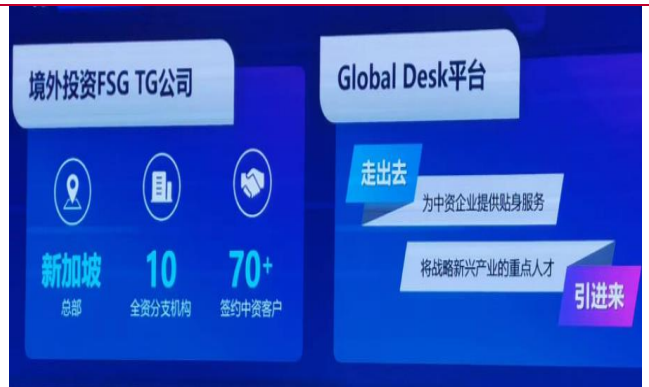 境外投资FSG TG公司
新加坡
总部
10
全资分支机构
70+
签约中资客户
Global Desk平台
走出去
为中资企业提供贴身服务
将战略新兴产业的重点人才
引进来